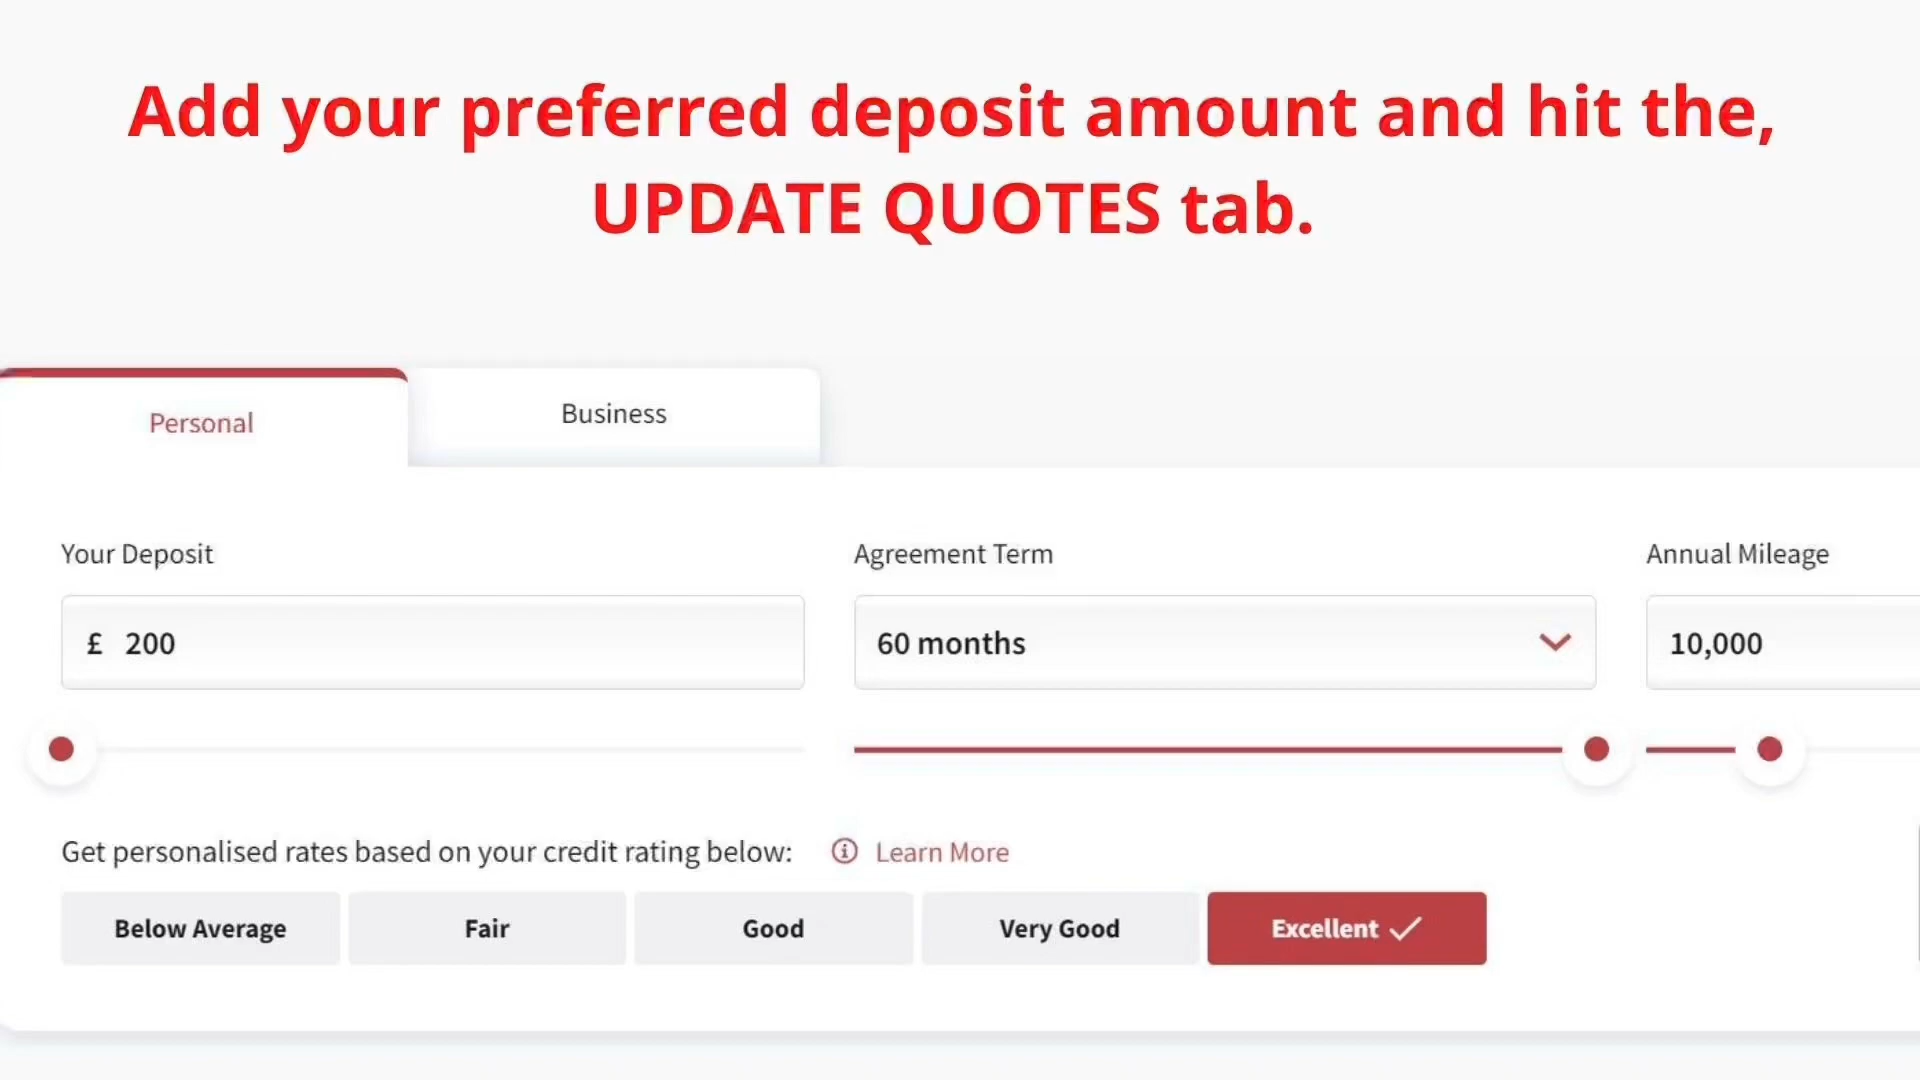 Add your preferred deposit amount and hit the,
UPDATE QUOTES tab.
Personal
Business
Your Deposit
Agreement Term
Annual Mileage
£ 200
60 months
10,000
Get personalised rates based on your credit rating below:
Learn More
Below Average
Fair
Good
Very Good
Excellent